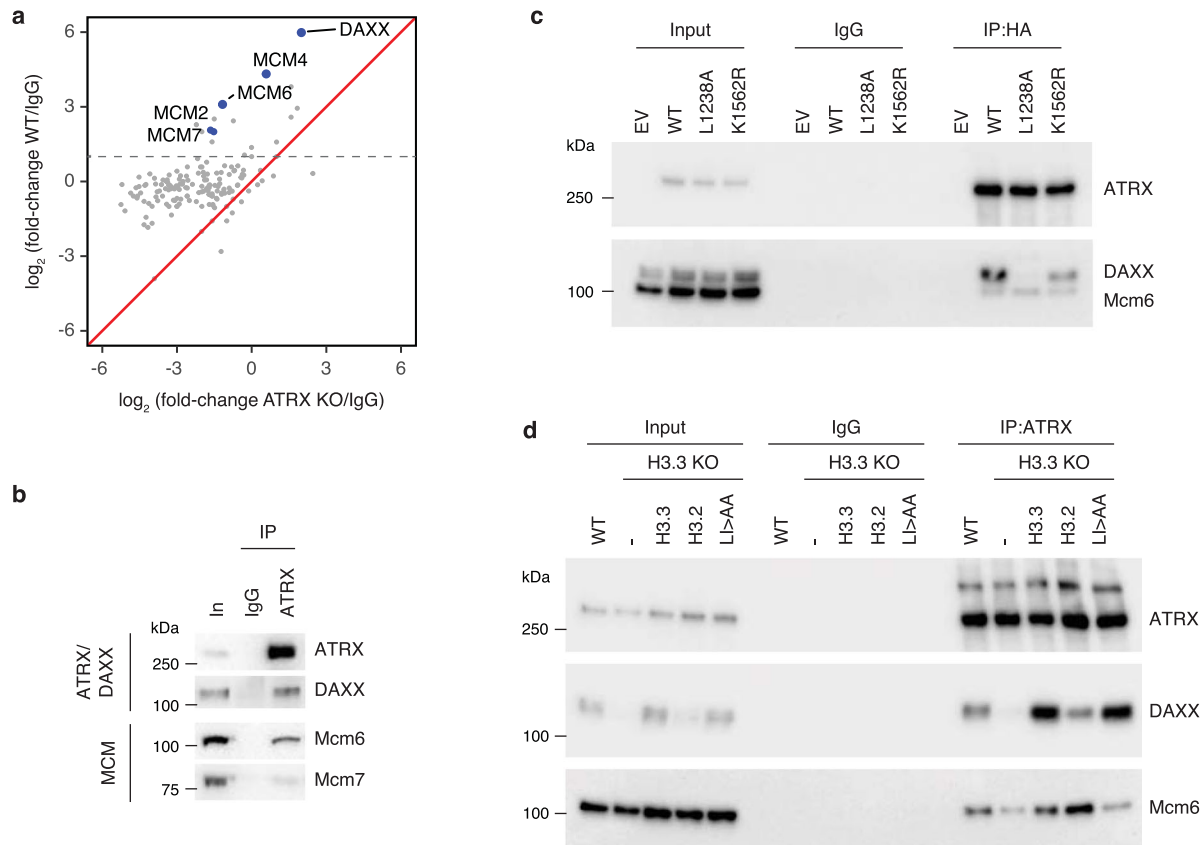 a
6
3
0
-3
-6
-6
-3
0
3
6
log2 (fold-change WT/IgG)
log2 (fold-change ATRX KO/IgG)
DAXX
MCM4
MCM6
MCM2
MCM7
b
IP
In
IgG
ATRX
kDa
ATRX/
DAXX
MCM
250
ATRX
100
DAXX
100
Mcm6
75
Mcm7
c
Input
IgG
IP:HA
EV
WT
L1238A
K1562R
EV
WT
L1238A
K1562R
EV
WT
L1238A
K1562R
kDa
250
ATRX
100
DAXX
Mcm6
d
Input
IgG
IP:ATRX
H3.3 KO
H3.3 KO
H3.3 KO
WT
-
H3.3
H3.2
LI>AA
WT
-
H3.3
H3.2
LI>AA
WT
-
H3.3
H3.2
LI>AA
kDa
250
ATRX
100
DAXX
100
Mcm6